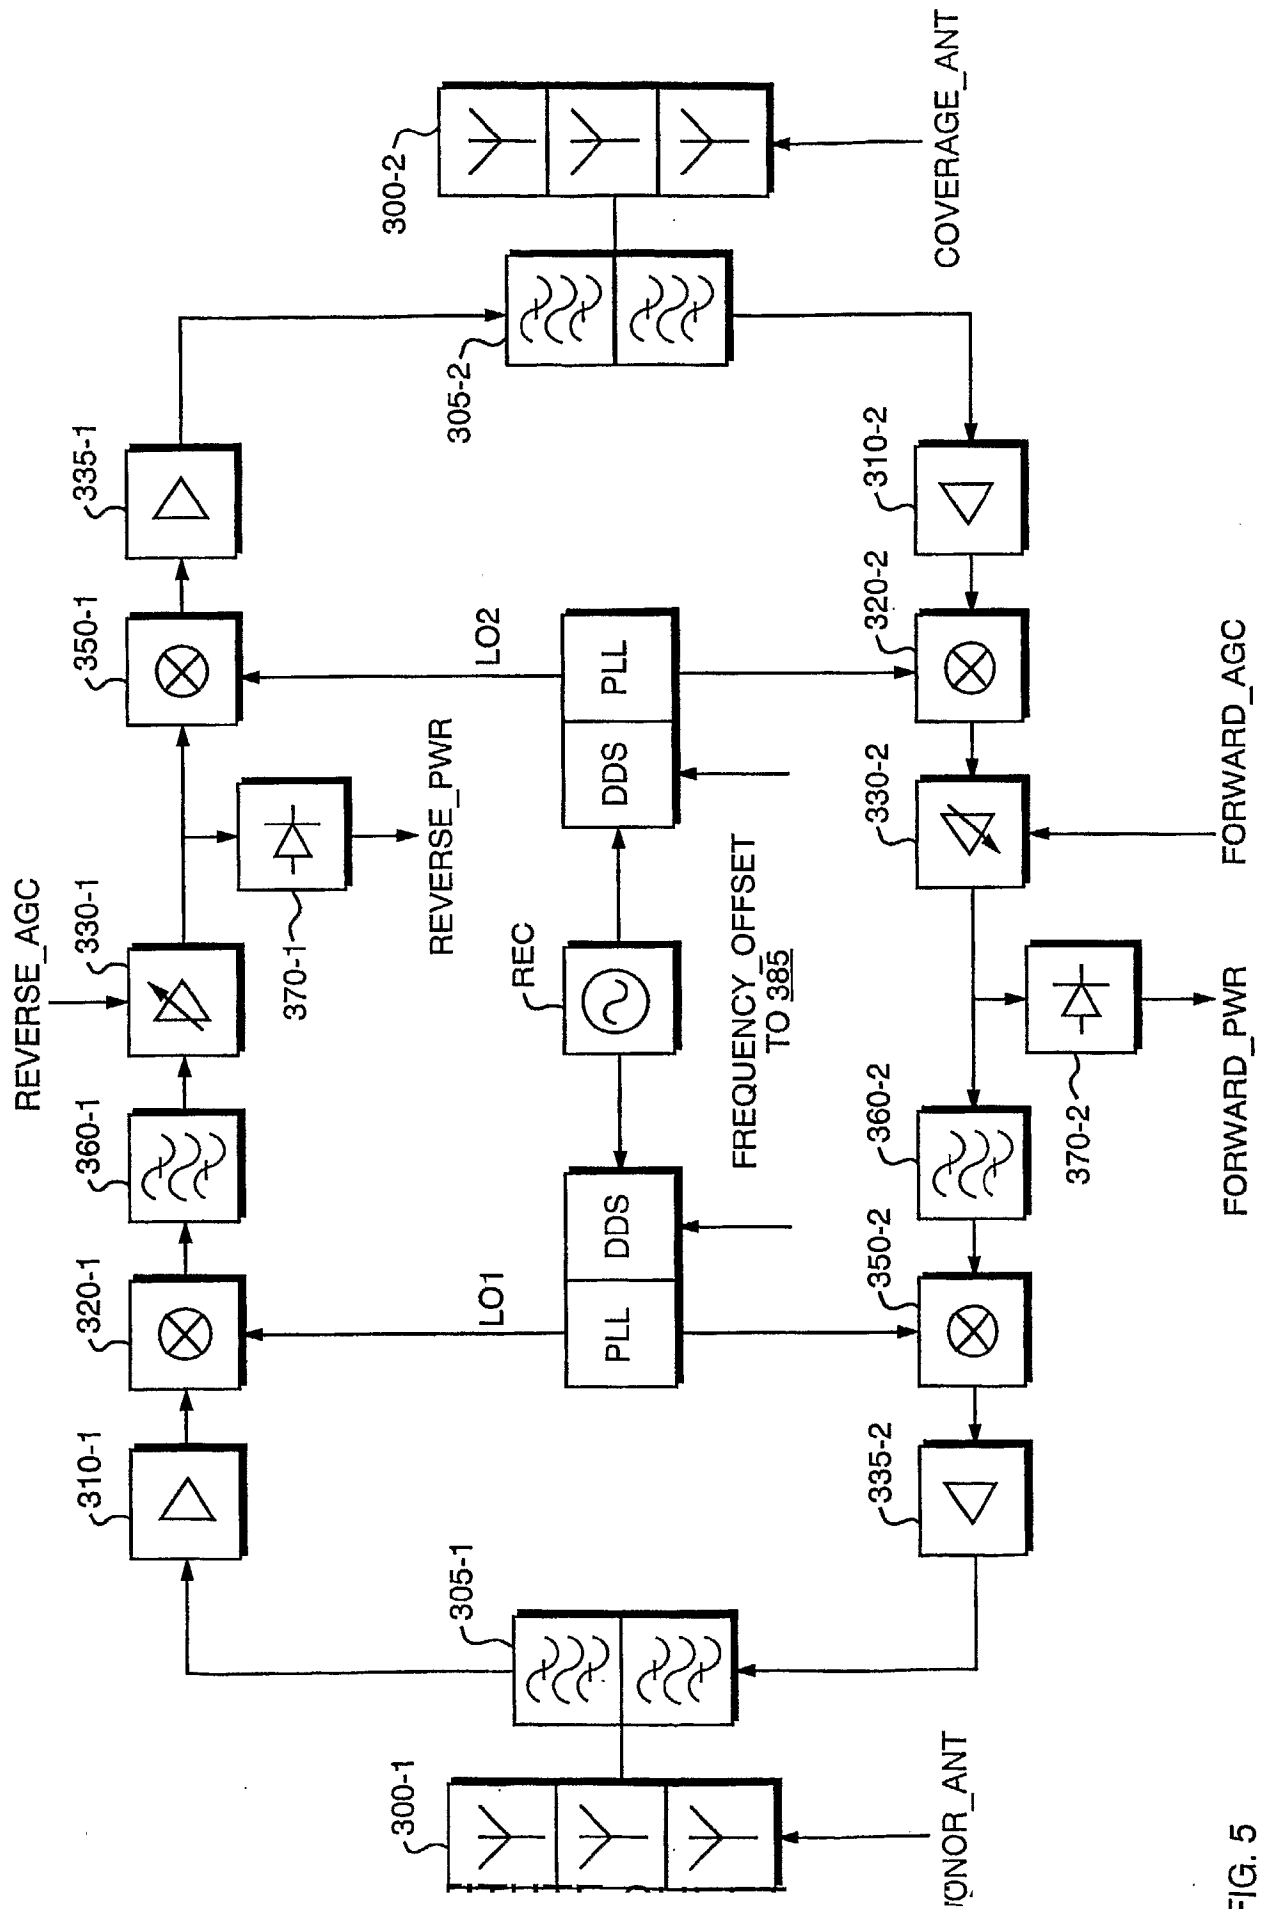 REVERSE_AGC
310-1
320-1
360-1
330-1
350-1
335-1
370-1
REVERSE_PWR
300-1
305-1
LO1
REC
LO2
305-2
300-2
PLL
DDS
DDS
PLL
FREQUENCY_OFFSET
TO 385
335-2
350-2
360-2
330-2
320-2
310-2
370-2
COVERAGE_ANT
FORWARD_PWR
FORWARD_AGC
FIG. 5